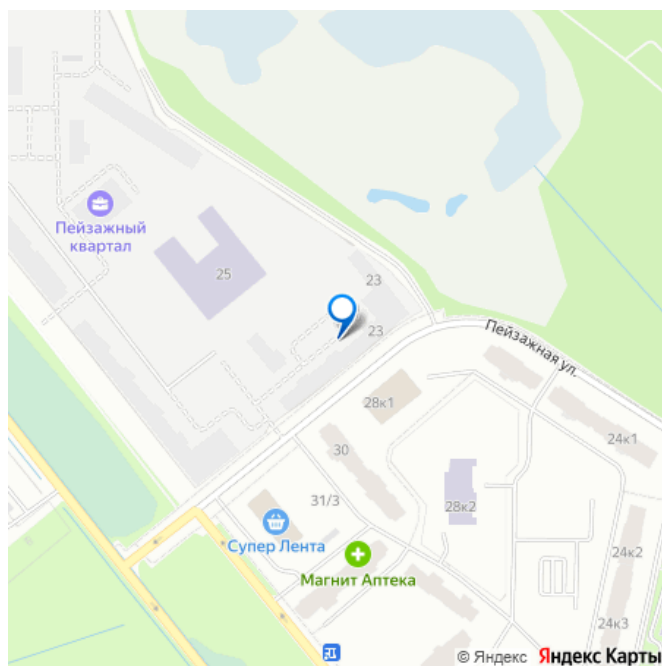 Пейзажный
квартал
25
23
23
Пейзажная ул.
28к1
24к1
30
28к2
31/3
Супер Лента
Магнит Аптека
24к2
24к3
© Яндекс Яндекс Карты